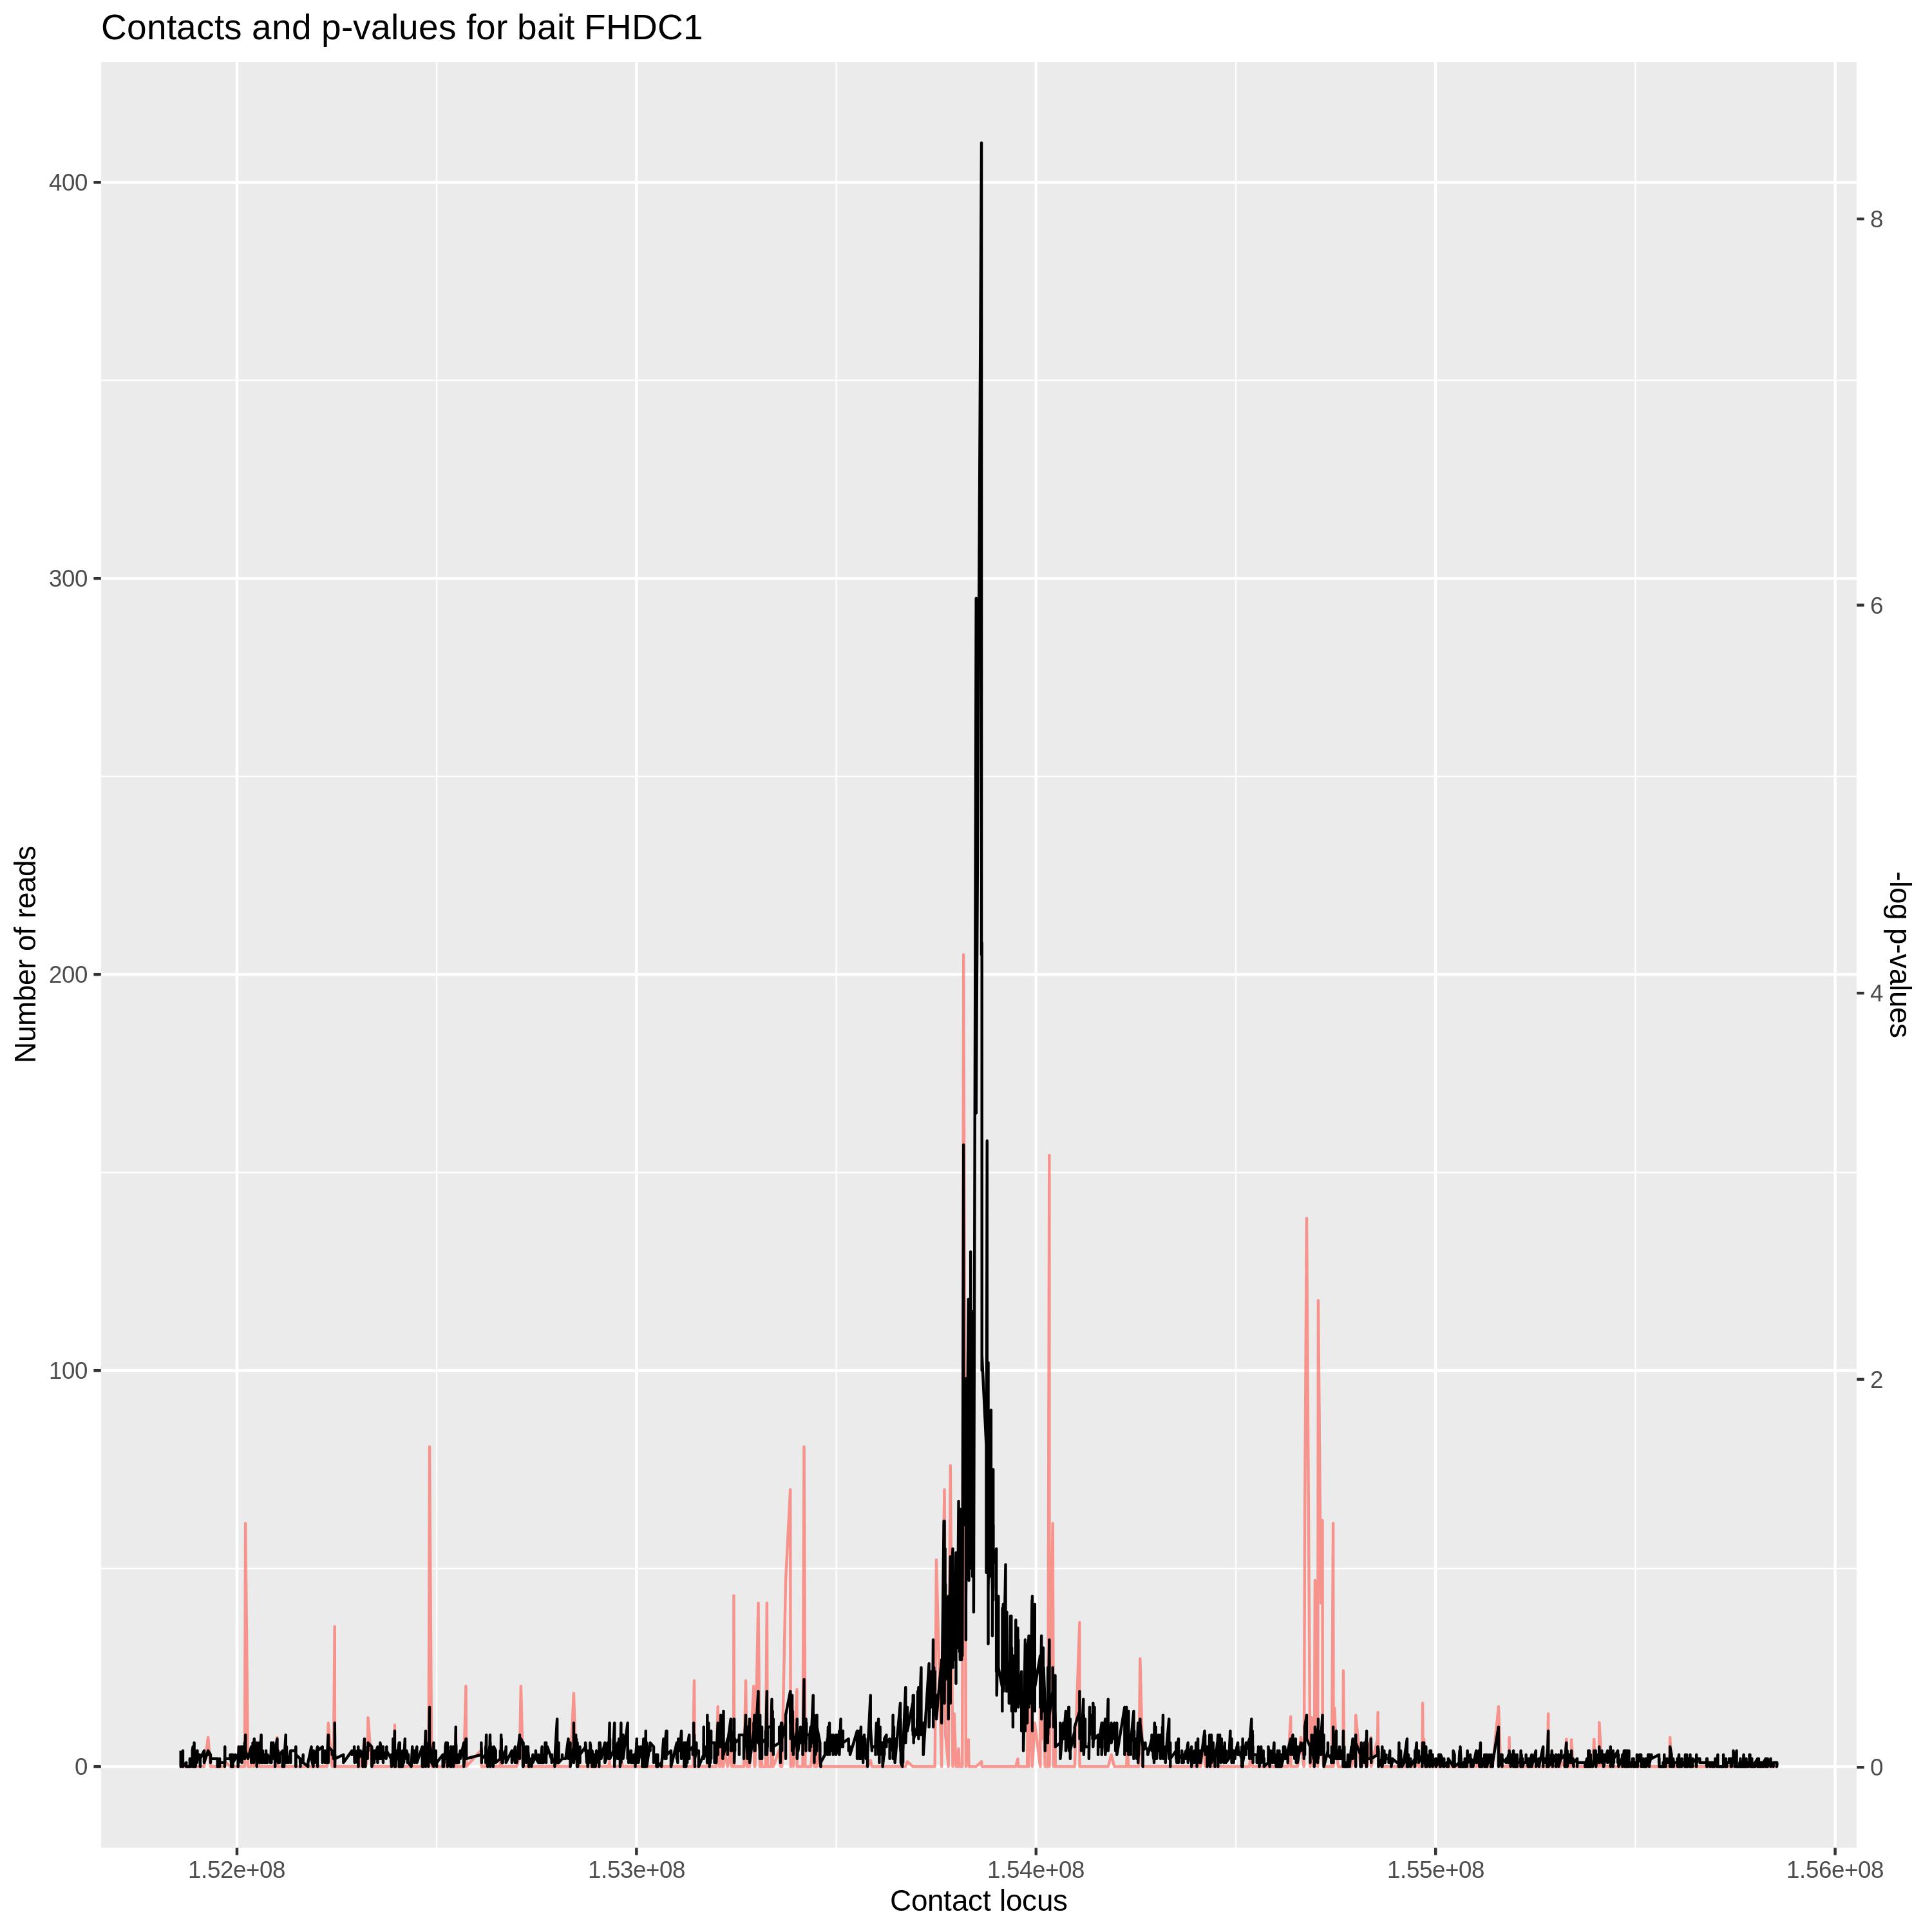 Contacts and p-values for bait FHDC1
Number of reads
400
300
200
100
0
8
6
4
2
0
-log p-values
1.52e+08 1.53e+08 1.54e+08 1.55e+08 1.56e+08
Contact locus